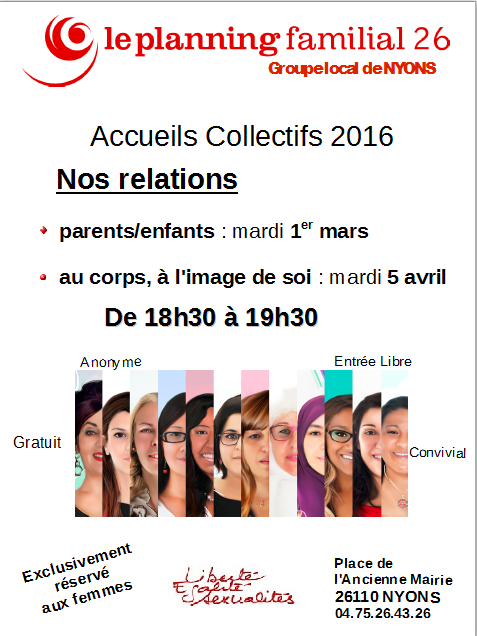 le planning familial 26
Groupe local de NYONS
Accueils Collectifs 2016
Nos relations
parents/enfants : mardi 1er mars
au corps, à l'image de soi : mardi 5 avril
De 18h30 à 19h30
Anonyme
Entrée Libre
Gratuit
Convivial
Exclusivement
réservé
aux femmes
Liberté
Egalité
Sexualités
Place de
l'Ancienne Mairie
26110 NYONS
04.75.26.43.26